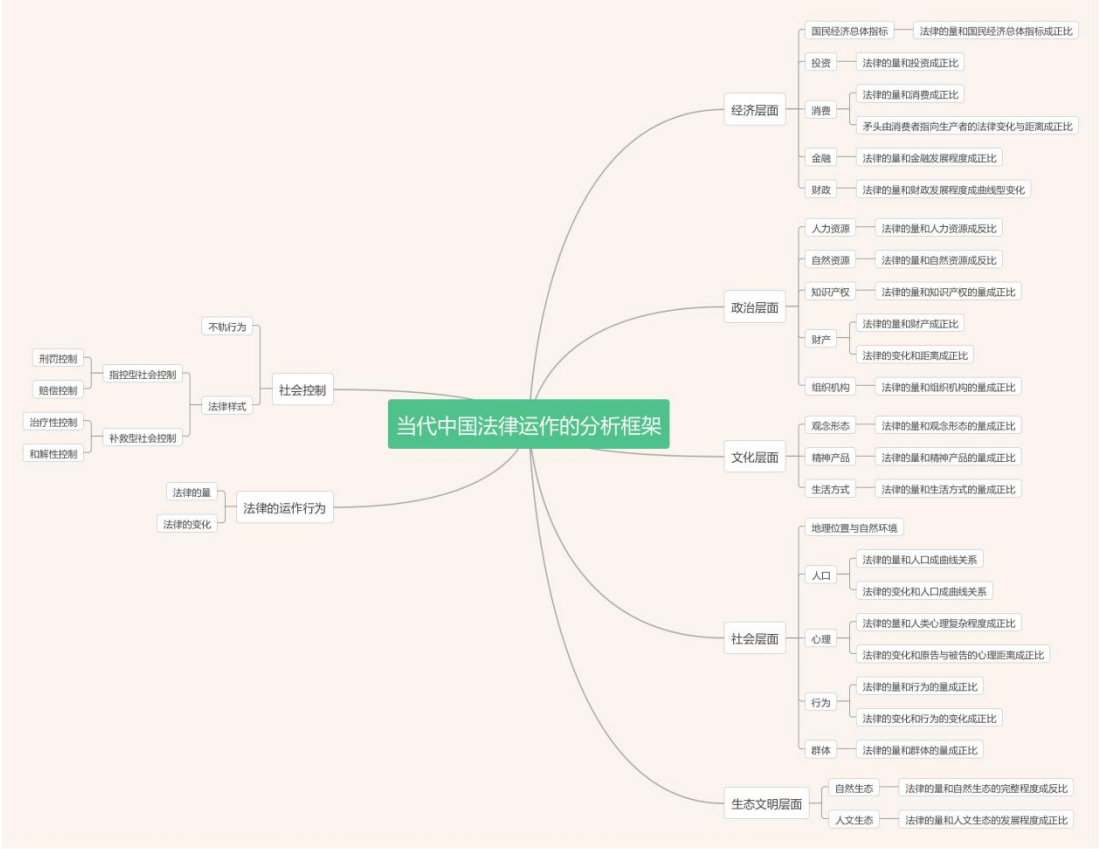 当代中国法律运作的分析框架
经济层面
国民经济总体指标
法律的量和国民经济总体指标成正比
投资
法律的量和投资成正比
消费
法律的量和消费成正比
矛头由消费者指向生产者的法律变化与距离成正比
金融
法律的量和金融发展程度成正比
财政
法律的量和财政发展程度成曲线型变化
政治层面
人力资源
法律的量和人力资源成反比
自然资源
法律的量和自然资源成反比
知识产权
法律的量和知识产权的量成正比
财产
法律的量和财产成正比
法律的变化和距离成正比
组织机构
法律的量和组织机构的量成正比
文化层面
观念形态
法律的量和观念形态的量成正比
精神产品
法律的量和精神产品的量成正比
生活方式
法律的量和生活方式的量成正比
社会层面
地理位置与自然环境
人口
法律的量和人口成曲线关系
法律的变化和人口成曲线关系
心理
法律的量和人类心理复杂程度成正比
法律的变化和原告与被告的心理距离成正比
行为
法律的量和行为的量成正比
法律的变化和行为的变化成正比
群体
法律的量和群体的量成正比
生态文明层面
自然生态
法律的量和自然生态的完整程度成反比
人文生态
法律的量和人文生态的发展程度成正比
社会控制
不轨行为
法律样式
指控型社会控制
刑罚控制
赔偿控制
补救型社会控制
治疗性控制
和解性控制
法律的运作行为
法律的量
法律的变化